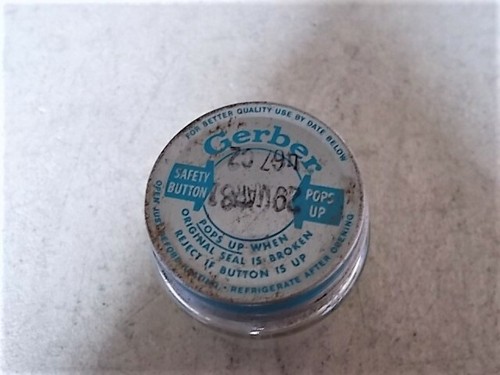 FOR BETTER QUALITY USE BY DATE BELOW
Gerber
SAFETY
BUTTON
POPS
UP
POPS UP WHEN
ORIGINAL SEAL IS BROKEN
REJECT IF BUTTON IS UP
REFRIGERATE AFTER OPENING